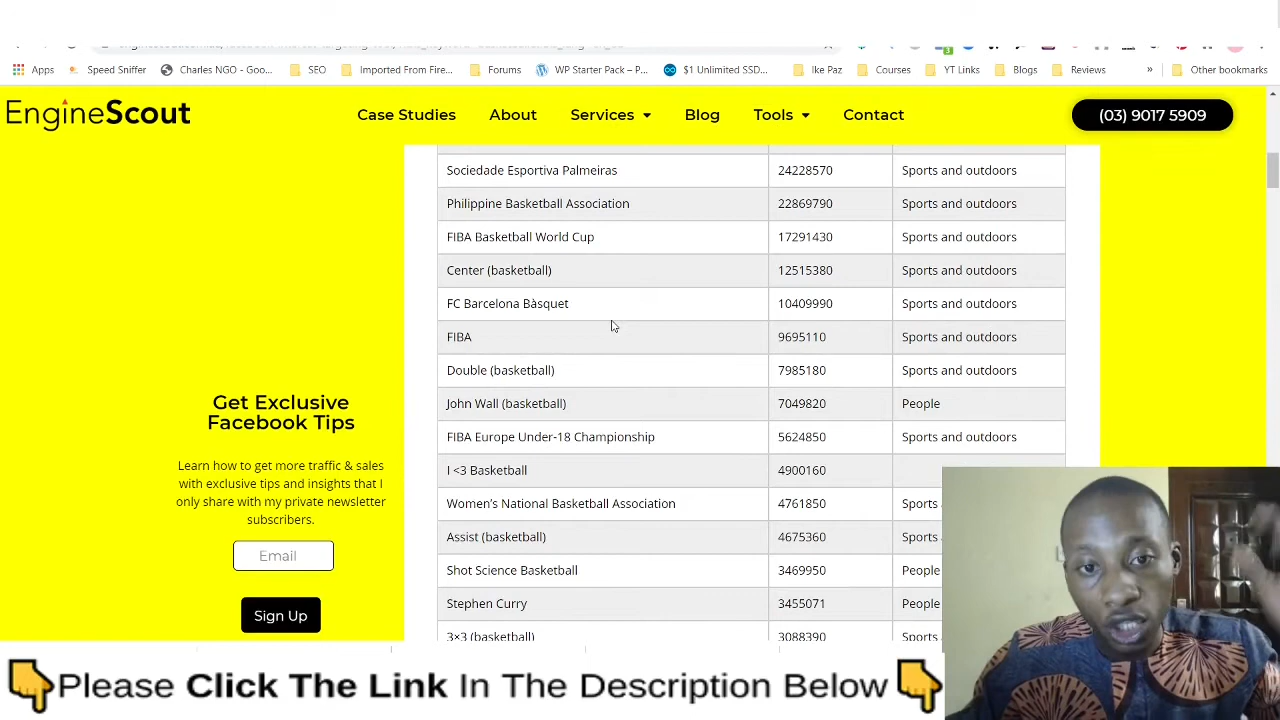 Apps
Speed Sniffer
Charles NGO - Goo...
SEO
Imported From Fire...
Forums
WP Starter Pack – P...
$1 Unlimited SSD...
Ike Paz
Courses
YT Links
Blogs
Reviews
»
Other bookmarks
EngineScout
Case Studies
About
Services
Blog
Tools
Contact
(03) 9017 5909
Sociedade Esportiva Palmeiras 24228570 Sports and outdoors
Philippine Basketball Association 22869790 Sports and outdoors
FIBA Basketball World Cup 17291430 Sports and outdoors
Center (basketball) 12515380 Sports and outdoors
FC Barcelona Bàsquet 10409990 Sports and outdoors
FIBA 9695110 Sports and outdoors
Double (basketball) 7985180 Sports and outdoors
John Wall (basketball) 7049820 People
FIBA Europe Under-18 Championship 5624850 Sports and outdoors
I <3 Basketball 4900160
Women's National Basketball Association 4761850 Sports
Assist (basketball) 4675360 Sports
Shot Science Basketball 3469950 People
Stephen Curry 3455071 People
3×3 (basketball) 3088390 Sports
Get Exclusive
Facebook Tips
Learn how to get more traffic & sales
with exclusive tips and insights that I
only share with my private newsletter
subscribers.
Email
Sign Up
Please Click The Link In The Description Below